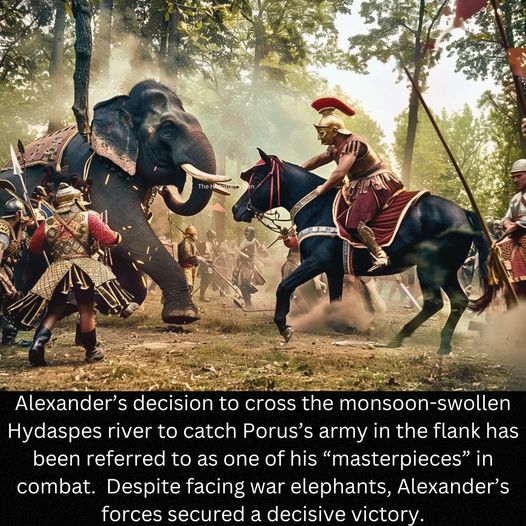 Alexander’s decision to cross the monsoon-swollen
Hydaspes river to catch Porus’s army in the flank has
been referred to as one of his “masterpieces” in
combat.  Despite facing war elephants, Alexander’s
forces secured a decisive victory.